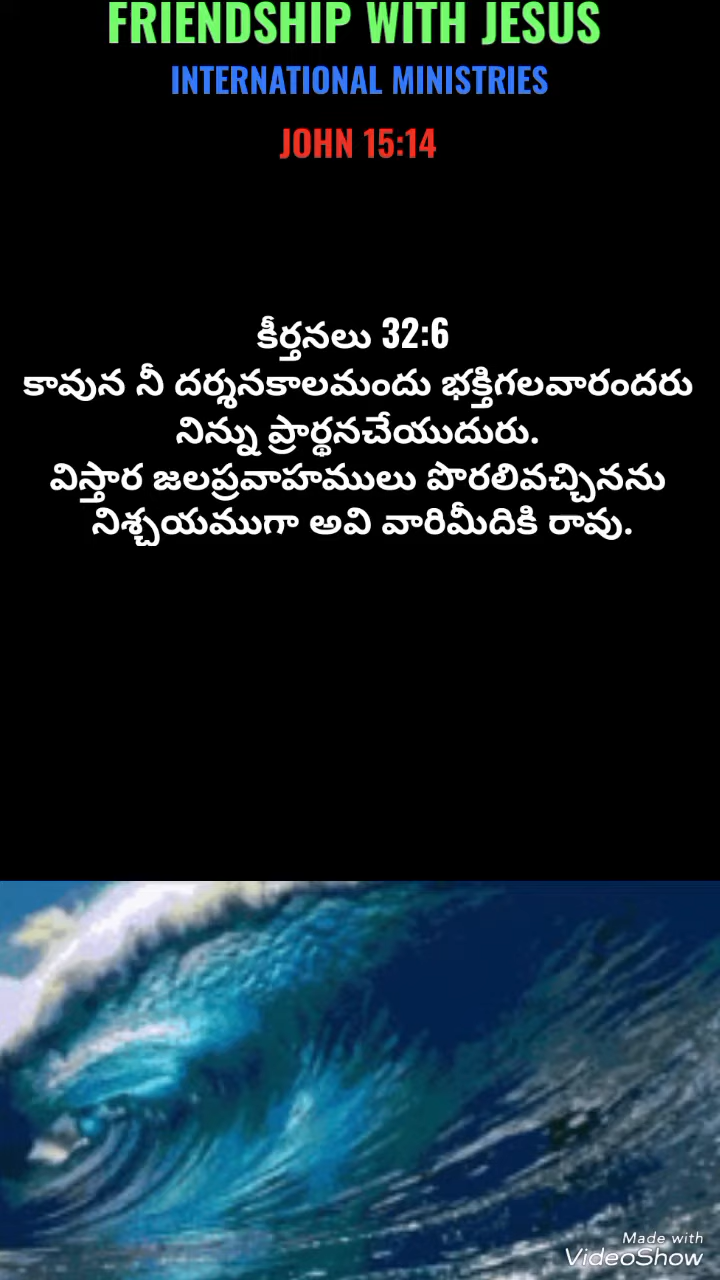 FRIENDSHIP WITH JESUS
INTERNATIONAL MINISTRIES
JOHN 15:14
కీర్తనలు 32:6
కావున నీ దర్శనకాలమందు భక్తిగలవారందరు
నిన్ను ప్రార్థనచేయుదురు.
విస్తార జలప్రవాహములు పొరలివచ్చినను
నిశ్చయముగా అవి వారిమీదికి రావు.
Made with
VideoShow